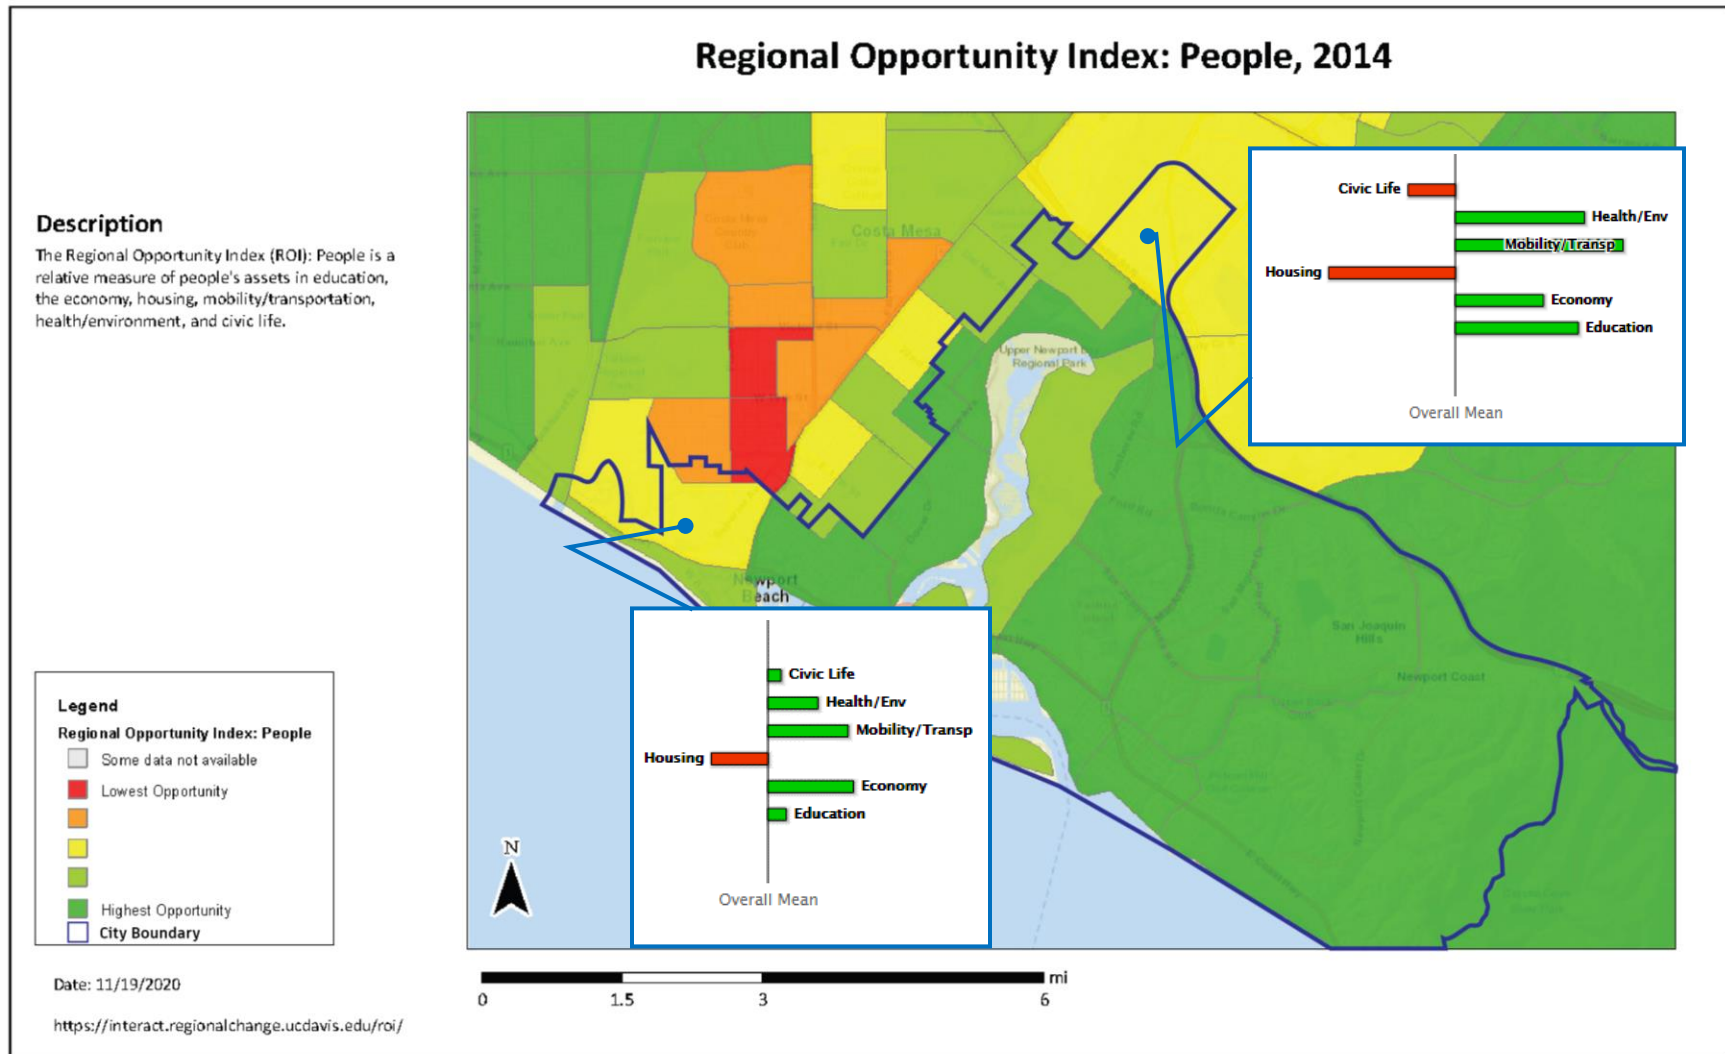 Regional Opportunity Index: People, 2014
Description
The Regional Opportunity Index (ROI): People is a
relative measure of people's assets in education,
the economy, housing, mobility/transportation,
health/environment, and civic life.
Civic Life
Health/Env
Mobility/Transp
Housing
Economy
Education
Overall Mean
Costa Mesa
Upper Newport Bay
Regional Park
Newport
Beach
San Joaquin
Hills
Newport Coast
Civic Life
Health/Env
Mobility/Transp
Housing
Economy
Education
Overall Mean
Legend
Regional Opportunity Index: People
Some data not available
Lowest Opportunity
Highest Opportunity
City Boundary
N
mi
0
1.5
3
6
Date: 11/19/2020
https://interact.regionalchange.ucdavis.edu/roi/